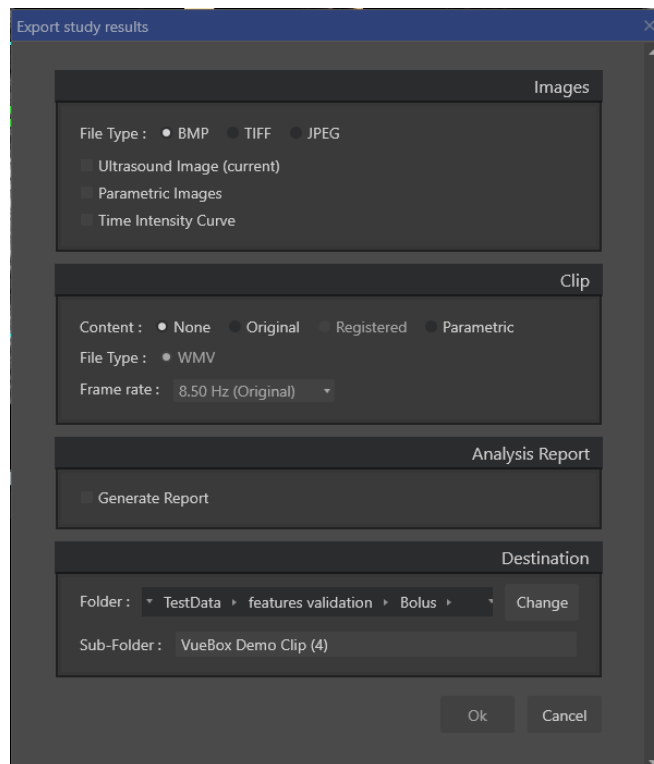 Export study results
Images
File Type : BMP TIFF JPEG
Ultrasound Image (current)
Parametric Images
Time Intensity Curve
Clip
Content : None Original Registered Parametric
File Type : WMV
Frame rate : 8.50 Hz (Original)
Analysis Report
Generate Report
Destination
Folder : TestData features validation Bolus Change
Sub-Folder : VueBox Demo Clip (4)
Ok Cancel